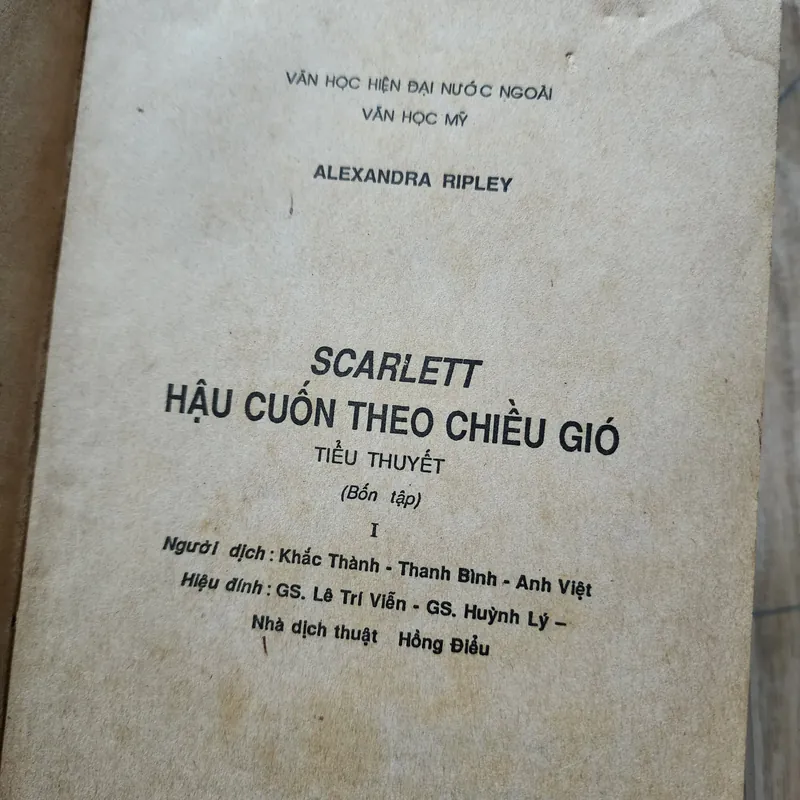 VĂN HỌC HIỆN ĐẠI NƯỚC NGOÀI
VĂN HỌC MỸ
ALEXANDRA RIPLEY
SCARLETT
HẬU CUỐN THEO CHIỀU GIÓ
TIỂU THUYẾT
(Bốn tập)
I
Người dịch : Khắc Thành - Thanh Bình - Anh Việt
Hiệu đính : GS. Lê Trí Viễn - GS. Huỳnh Lý –
Nhà dịch thuật Hồng Điểu